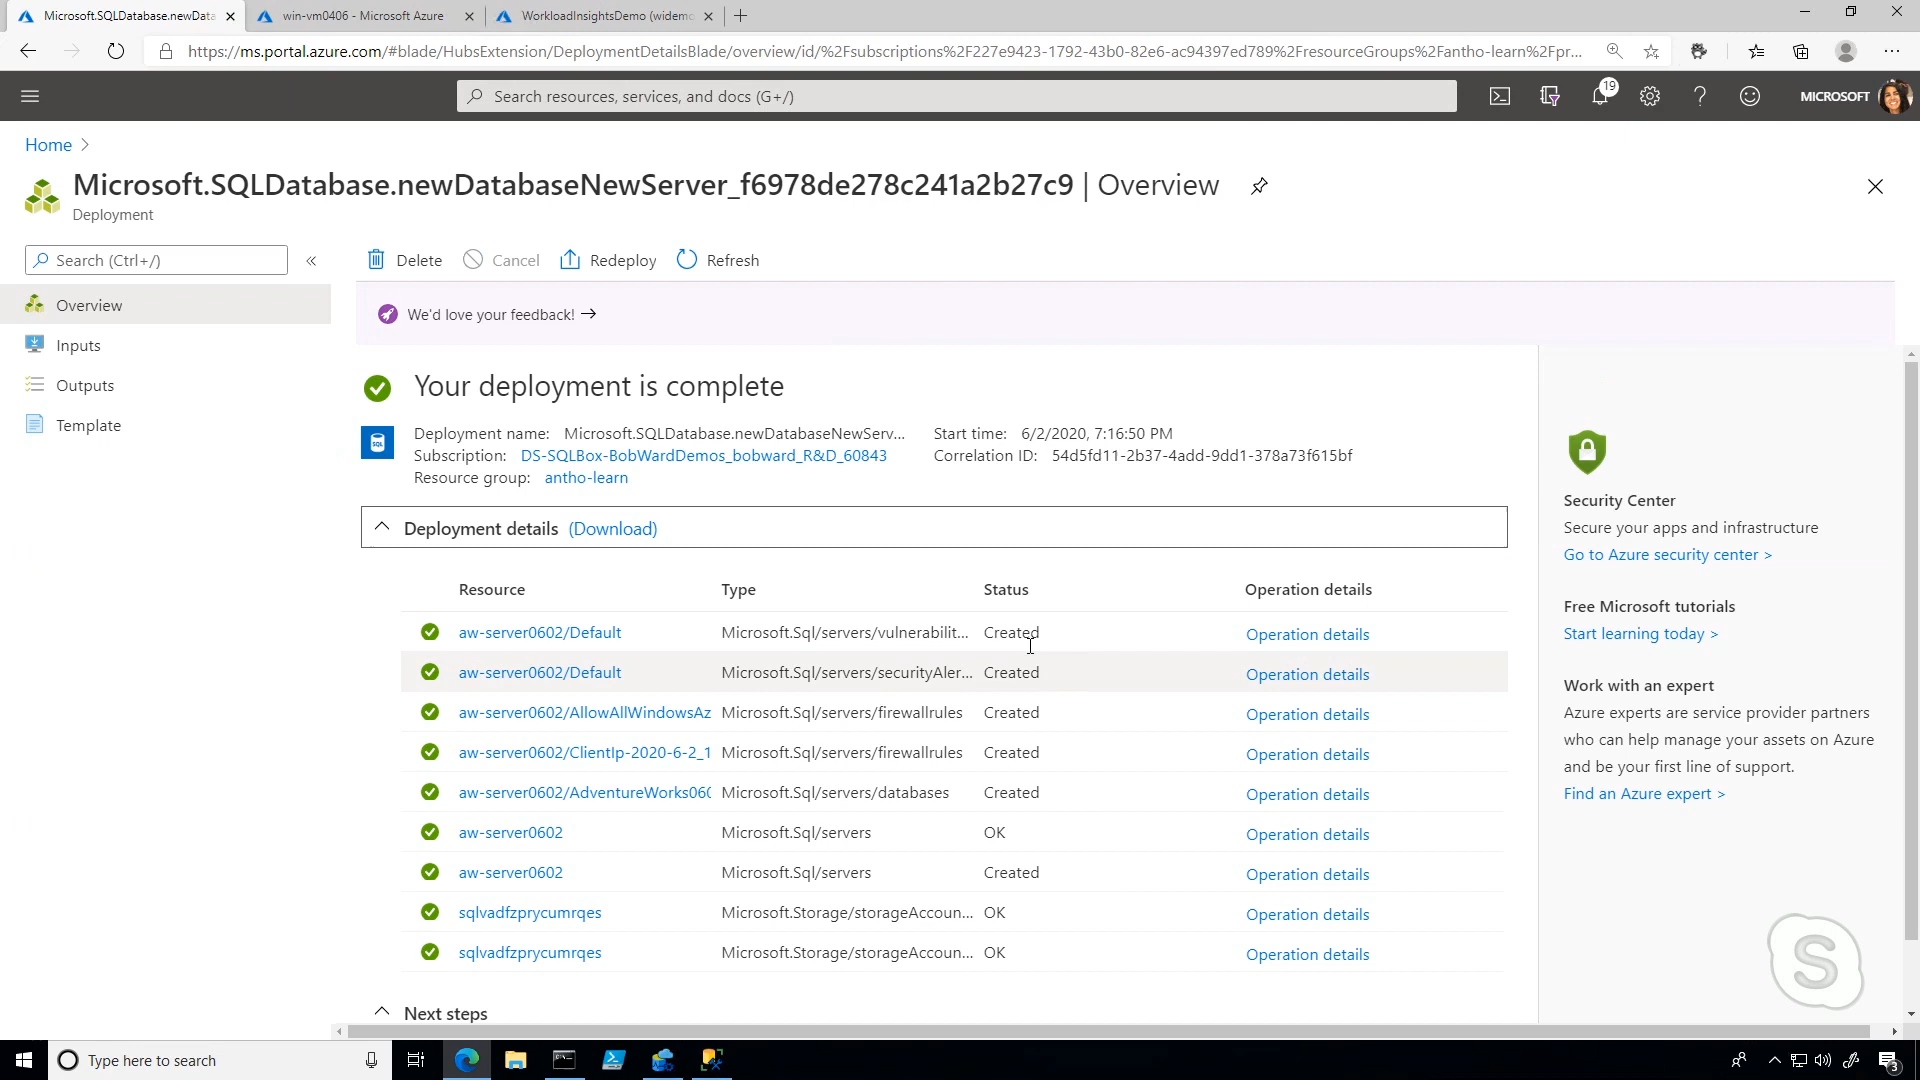 Microsoft.SQLDatabase.newData
win-vm0406 - Microsoft Azure
WorkloadInsightsDemo (widemo
https://ms.portal.azure.com/#blade/HubsExtension/DeploymentDetailsBlade/overview/id/%2Fsubscriptions%2F227e9423-1792-43b0-82e6-ac94397ed789%2FresourceGroups%2Fantho-learn%2Fpr...
Search resources, services, and docs (G+/)
19
MICROSOFT
Home >
Microsoft.SQLDatabase.newDatabaseNewServer_f6978de278c241a2b27c9 | Overview
Deployment
Search (Ctrl+/)
«
Delete
Cancel
Redeploy
Refresh
Overview
Inputs
Outputs
Template
We'd love your feedback! →
Your deployment is complete
Deployment name: Microsoft.SQLDatabase.newDatabaseNewServ...
Start time: 6/2/2020, 7:16:50 PM
Subscription: DS-SQLBox-BobWardDemos_bobward_R&D_60843
Correlation ID: 54d5fd11-2b37-4add-9dd1-378a73f615bf
Resource group: antho-learn
SQL
Deployment details (Download)
Resource Type Status Operation details
aw-server0602/Default Microsoft.Sql/servers/vulnerabilit... Created Operation details
aw-server0602/Default Microsoft.Sql/servers/securityAler... Created Operation details
aw-server0602/AllowAllWindowsAz Microsoft.Sql/servers/firewallrules Created Operation details
aw-server0602/ClientIp-2020-6-2_1 Microsoft.Sql/servers/firewallrules Created Operation details
aw-server0602/AdventureWorks060 Microsoft.Sql/servers/databases Created Operation details
aw-server0602 Microsoft.Sql/servers OK Operation details
aw-server0602 Microsoft.Sql/servers Created Operation details
sqlvadfzprycumrqes Microsoft.Storage/storageAccoun... OK Operation details
sqlvadfzprycumrqes Microsoft.Storage/storageAccoun... OK Operation details
Next steps
Security Center
Secure your apps and infrastructure
Go to Azure security center >
Free Microsoft tutorials
Start learning today >
Work with an expert
Azure experts are service provider partners
who can help manage your assets on Azure
and be your first line of support.
Find an Azure expert >
S
Type here to search
3